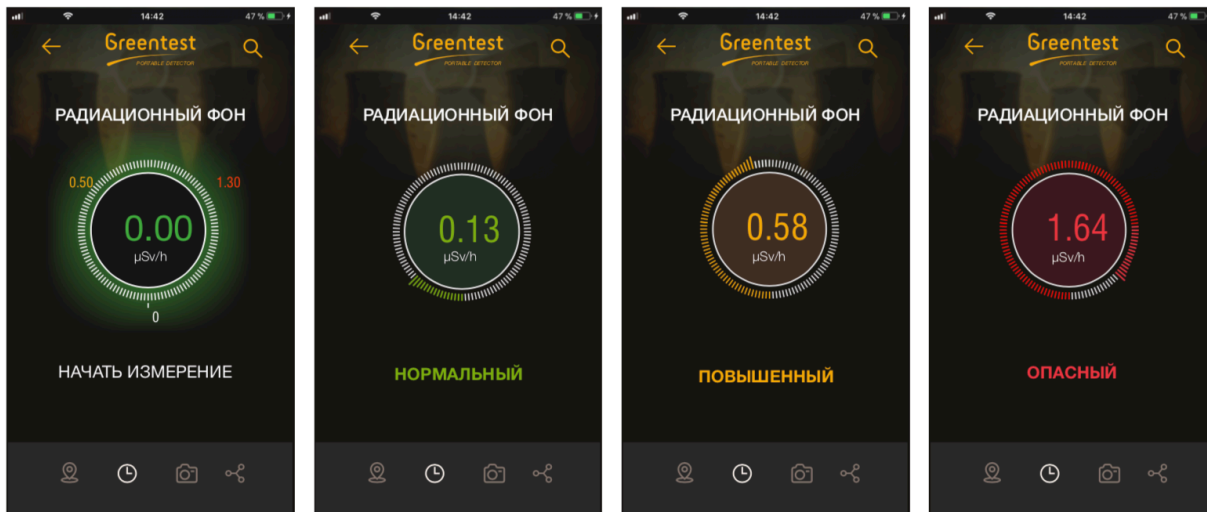 14:42
47 %
Greentest
PORTABLE DETECTOR
РАДИАЦИОННЫЙ ФОН
0.50
1.30
0.00
µSv/h
0
НАЧАТЬ ИЗМЕРЕНИЕ
14:42
47 %
Greentest
PORTABLE DETECTOR
РАДИАЦИОННЫЙ ФОН
0.13
µSv/h
НОРМАЛЬНЫЙ
14:42
47 %
Greentest
PORTABLE DETECTOR
РАДИАЦИОННЫЙ ФОН
0.58
µSv/h
ПОВЫШЕННЫЙ
14:42
47 %
Greentest
PORTABLE DETECTOR
РАДИАЦИОННЫЙ ФОН
1.64
µSv/h
ОПАСНЫЙ